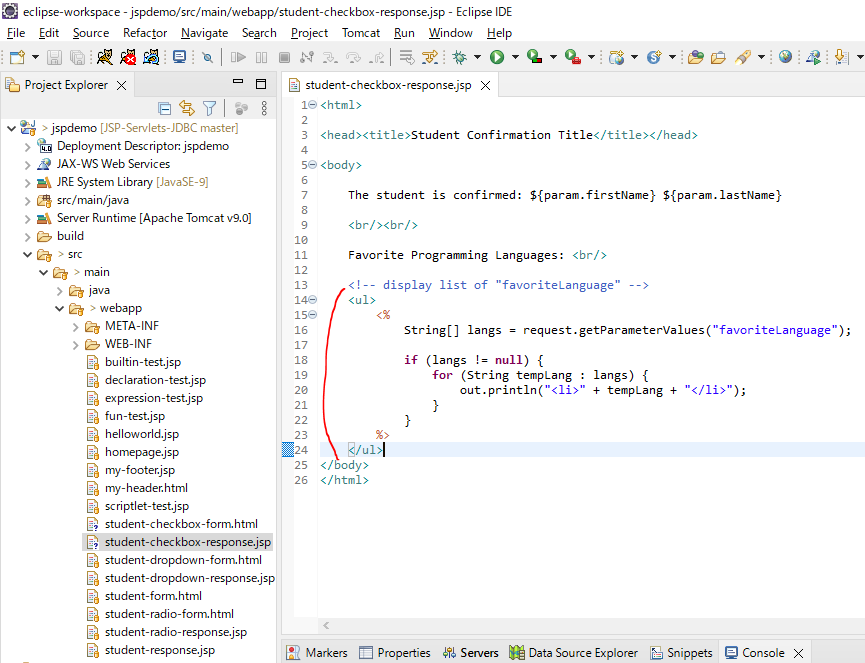 eclipse-workspace - jspdemo/src/main/webapp/student-checkbox-response.jsp - Eclipse IDE
File Edit Source Refactor Navigate Search Project Tomcat Run Window Help
Project Explorer
student-checkbox-response.jsp
> jspdemo [JSP-Servlets-JDBC master]
Deployment Descriptor: jspdemo
JAX-WS Web Services
JRE System Library [JavaSE-9]
src/main/java
Server Runtime [Apache Tomcat v9.0]
build
> src
> main
java
> webapp
META-INF
WEB-INF
builtin-test.jsp
declaration-test.jsp
expression-test.jsp
fun-test.jsp
helloworld.jsp
homepage.jsp
my-footer.jsp
my-header.html
scriptlet-test.jsp
student-checkbox-form.html
student-checkbox-response.jsp
student-dropdown-form.html
student-dropdown-response.jsp
student-form.html
student-radio-form.html
student-radio-response.jsp
student-response.jsp
1 <html>
2
3 <head><title>Student Confirmation Title</title></head>
4
5 <body>
6
7 The student is confirmed: ${param.firstName} ${param.lastName}
8
9 <br/><br/>
10
11 Favorite Programming Languages: <br/>
12
13 <!-- display list of "favoriteLanguage" -->
14 <ul>
15 <%
16 String[] langs = request.getParameterValues("favoriteLanguage");
17
18 if (langs != null) {
19 for (String tempLang : langs) {
20 out.println("<li>" + tempLang + "</li>");
21 }
22 }
23 %>
24 </ul>
25 </body>
26 </html>
Markers Properties Servers Data Source Explorer Snippets Console